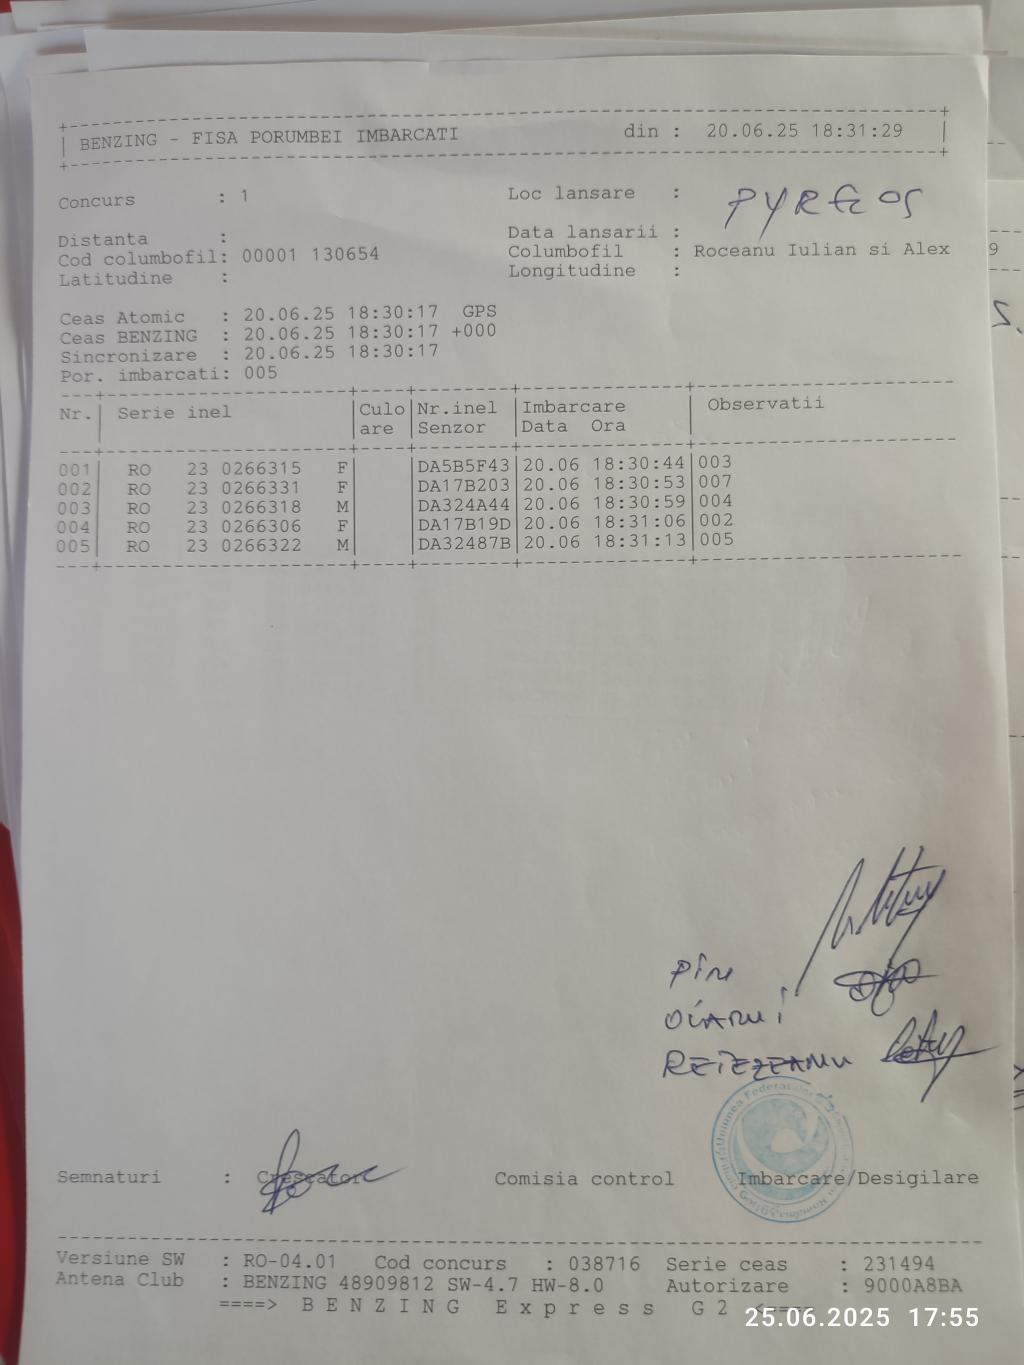 BENZING - FISA PORUMBEI IMBARCATI din : 20.06.25 18:31:29
Concurs : 1 Loc lansare :
Distanta : Data lansarii :
Cod columbofil: 00001 130654 Columbofil : Roceanu Iulian si Alex
Latitudine : Longitudine :
Ceas Atomic : 20.06.25 18:30:17 GPS
Ceas BENZING : 20.06.25 18:30:17 +000
Sincronizare : 20.06.25 18:30:17
Por. imbarcati: 005
Nr. Serie inel Culo Nr.inel Imbarcare Observatii
are Senzor Data Ora
001 RO 23 0266315 F DA5B5F43 20.06 18:30:44 003
002 RO 23 0266331 F DA17B203 20.06 18:30:53 007
003 RO 23 0266318 M DA324A44 20.06 18:30:59 004
004 RO 23 0266306 F DA17B19D 20.06 18:31:06 002
005 RO 23 0266322 M DA32487B 20.06 18:31:13 005
Semnaturi : Crescator Comisia control Imbarcare/Desigilare
Versiune SW : RO-04.01 Cod concurs : 038716 Serie ceas : 231494
Antena Club : BENZING 48909812 SW-4.7 HW-8.0 Autorizare : 9000A8BA
====> B E N Z I N G E x p r e s s G 2 <====
25.06.2025 17:55